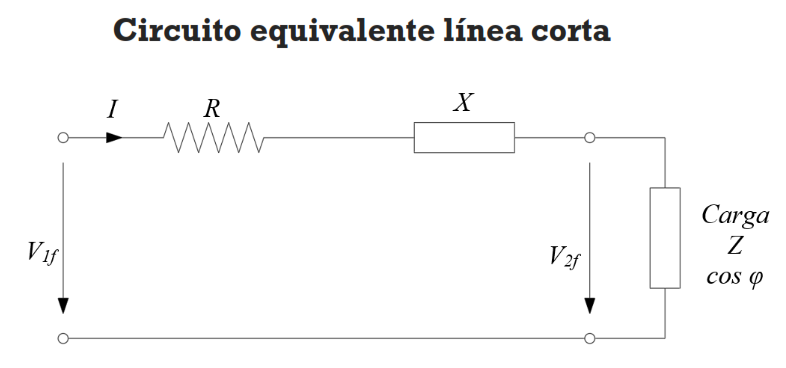 Circuito equivalente línea corta
I
R
X
V1f
V2f
Carga
Z
cos φ